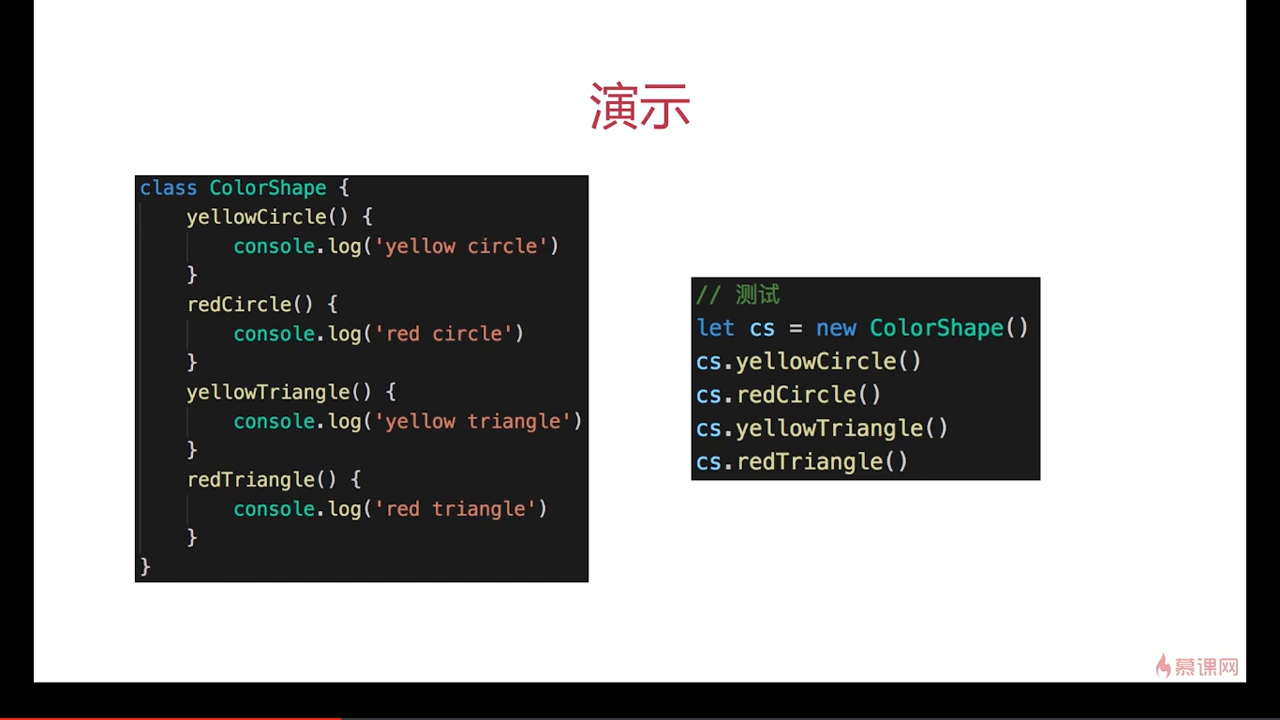 演示
class ColorShape {
    yellowCircle() {
        console.log('yellow circle')
    }
    redCircle() {
        console.log('red circle')
    }
    yellowTriangle() {
        console.log('yellow triangle')
    }
    redTriangle() {
        console.log('red triangle')
    }
}
// 测试
let cs = new ColorShape()
cs.yellowCircle()
cs.redCircle()
cs.yellowTriangle()
cs.redTriangle()
慕课网